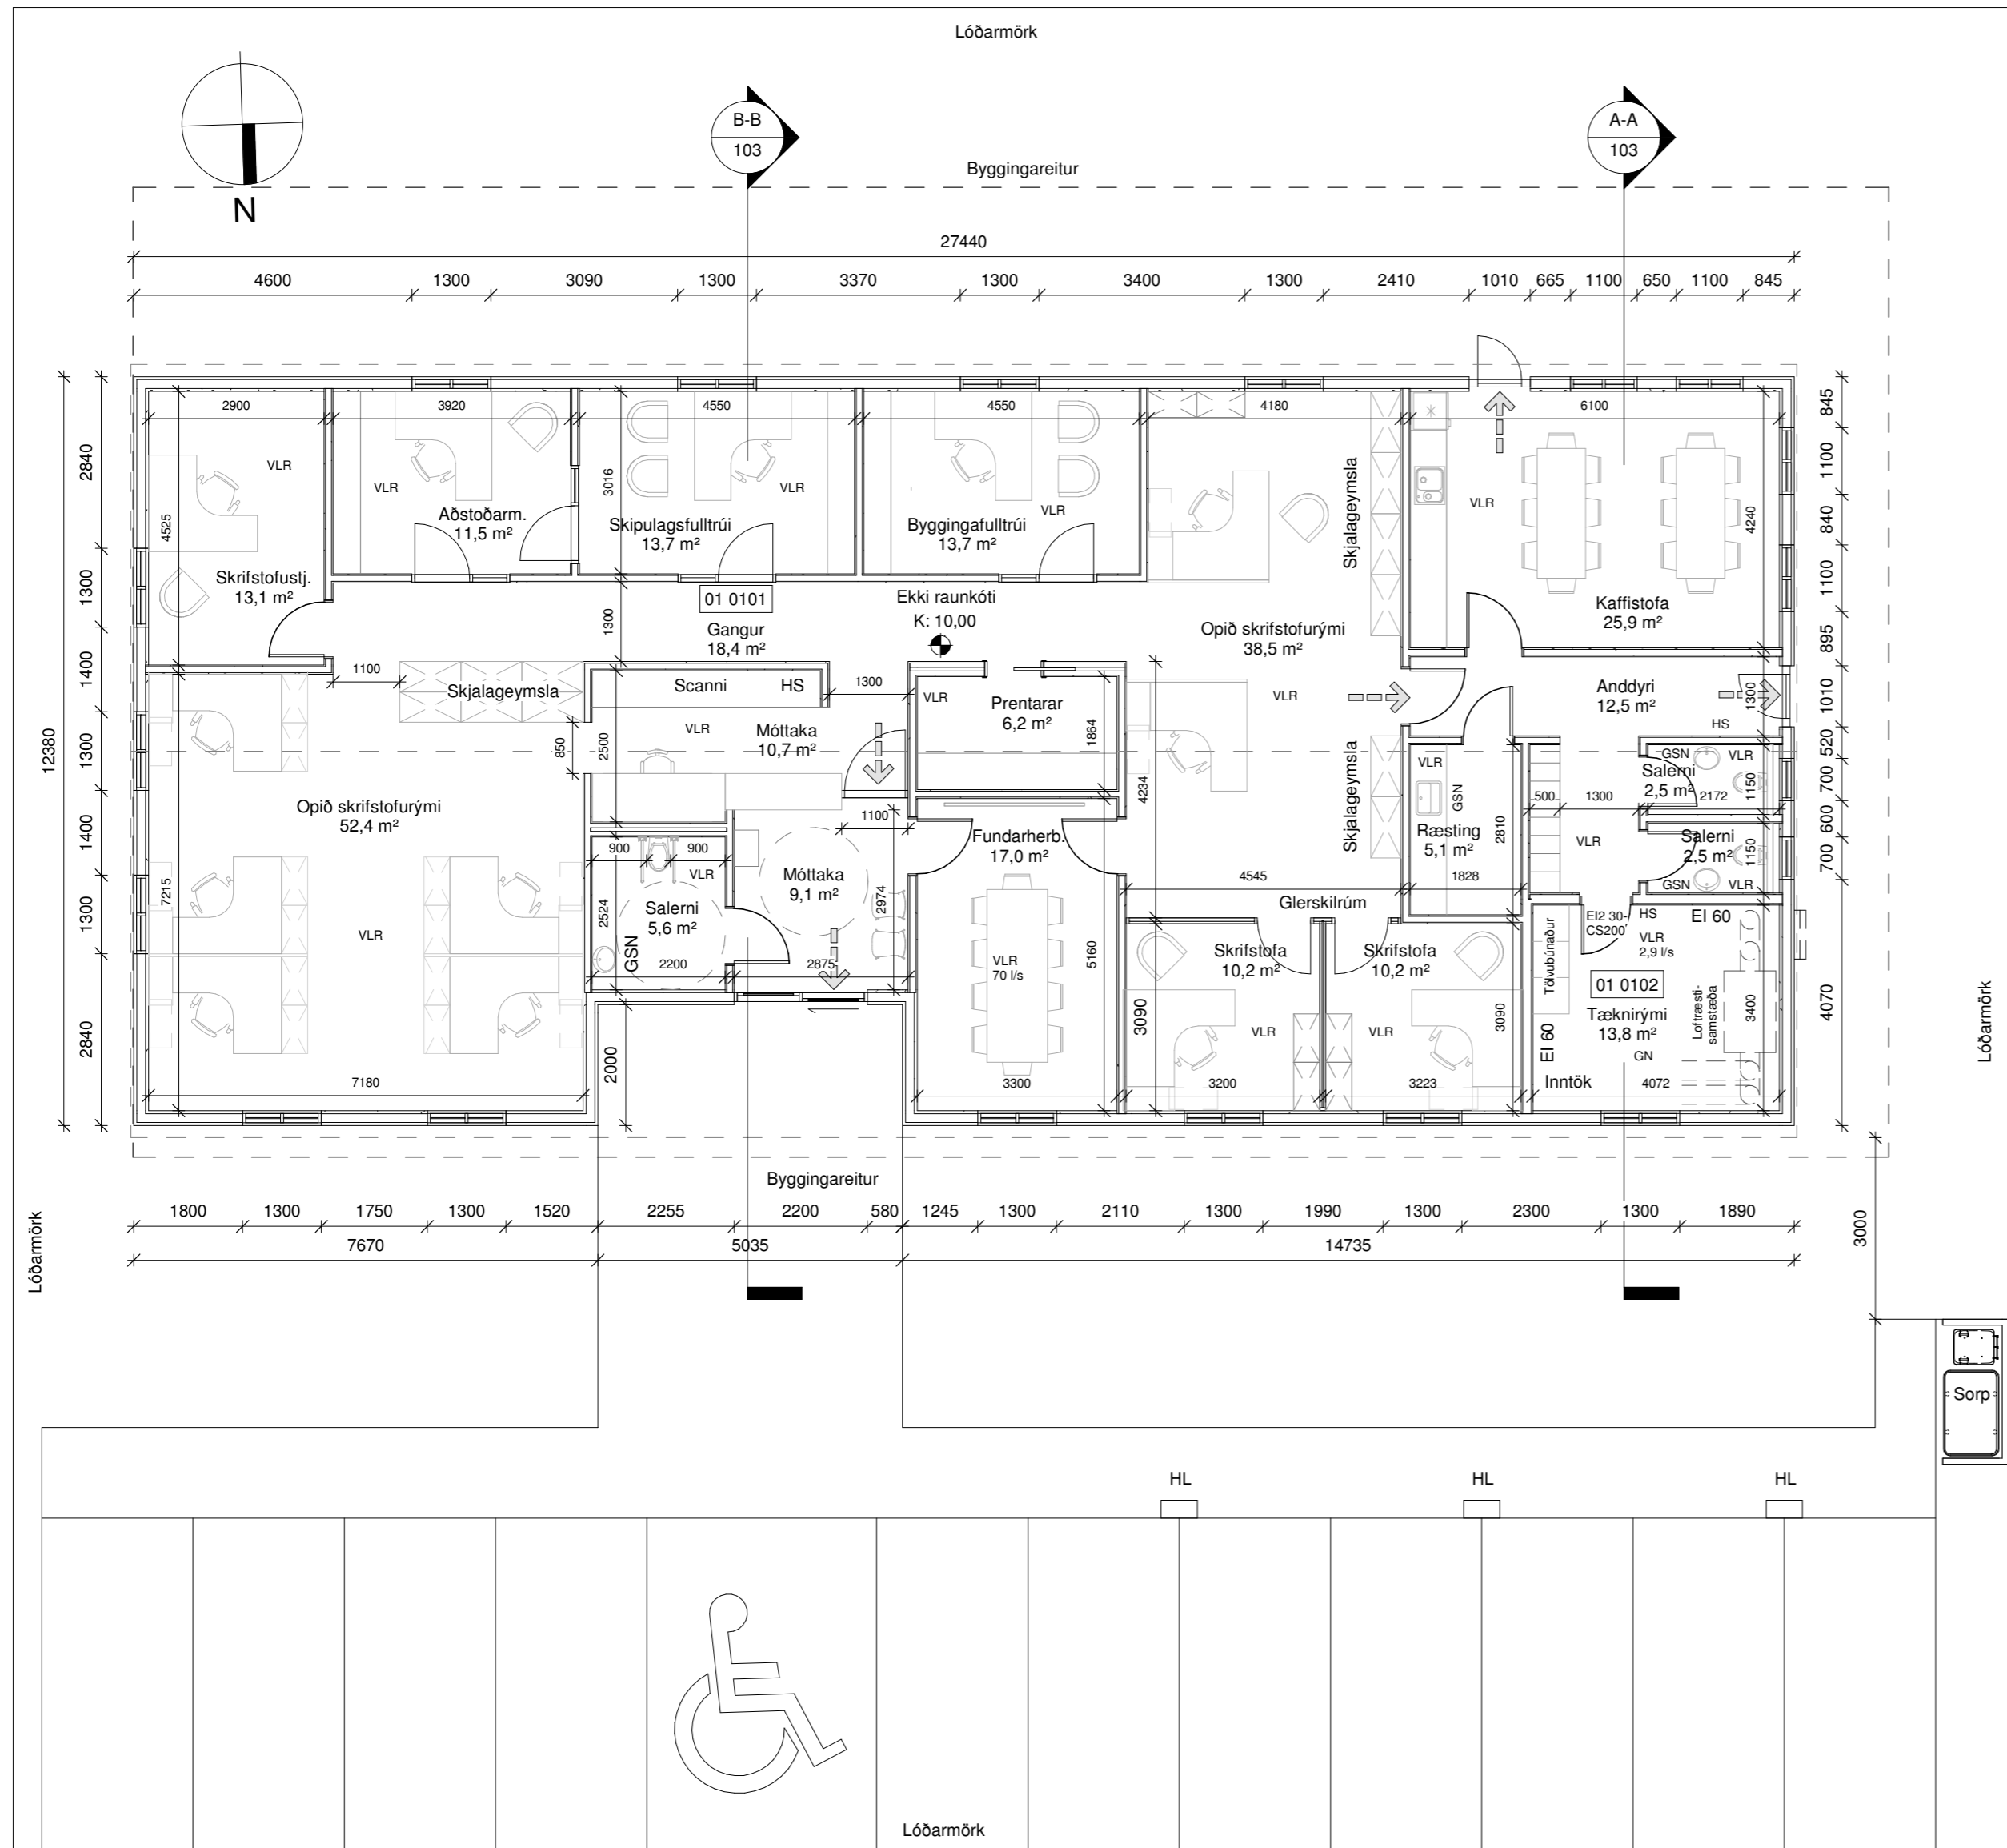 Lóðarmörk
N
B-B
103
A-A
103
Byggingareitur
27440
4600
1300
3090
1300
3370
1300
3400
1300
2410
1010
665
1100
650
1100
845
12380
2840
1300
1400
1300
1400
1300
2840
845
1100
840
1100
895
1010
520
700
600
700
4070
2900
4525
VLR
Skrifstofustj.
13,1 m²
3920
VLR
Aðstoðarm.
11,5 m²
4550
3016
VLR
Skipulagsfulltrúi
13,7 m²
4550
Byggingafulltrúi
13,7 m²
VLR
4180
Skjalageymsla
Opið skrifstofurými
38,5 m²
VLR
6100
VLR
4240
Kaffistofa
25,9 m²
01 0101
Gangur
18,4 m²
1300
Ekki raunkóti
K: 10,00
1100
Skjalageymsla
Scanni
HS
1300
VLR
Móttaka
10,7 m²
850
2500
VLR
Prentarar
6,2 m²
1864
4234
Anddyri
12,5 m²
1300
HS
Opið skrifstofurými
52,4 m²
7215
VLR
7180
1100
900
900
VLR
Salerni
5,6 m²
2524
GSN
2200
Móttaka
9,1 m²
2974
2875
Fundarherb.
17,0 m²
VLR
70 l/s
5160
3300
Skjalageymsla
4545
Glerskilrúm
VLR
GSN
Ræsting
5,1 m²
2810
1828
GSN
VLR
Salerni
2,5 m²
1150
500
1300
2172
VLR
Salerni
2,5 m²
1150
GSN
VLR
Skrifstofa
10,2 m²
3090
VLR
3200
Skrifstofa
10,2 m²
VLR
3090
3223
EI2 30-
CS200
HS
EI 60
VLR
2,9 l/s
Tölvubúnaður
01 0102
Tæknirými
13,8 m²
GN
Loftræsti-
samstæða
3400
EI 60
Inntök
4072
2000
Byggingareitur
1800
1300
1750
1300
1520
2255
2200
580
1245
1300
2110
1300
1990
1300
2300
1300
1890
7670
5035
14735
3000
Lóðarmörk
Lóðarmörk
Sorp
HL
HL
HL
Lóðarmörk